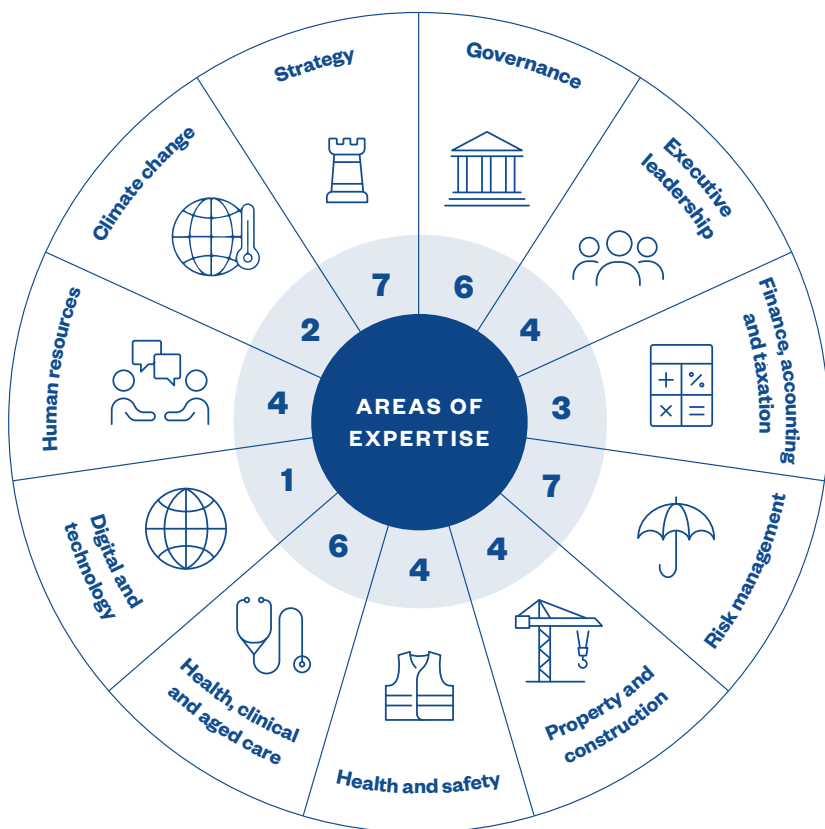 Strategy
7
Governance
6
Executive
leadership
4
Finance, accounting
and taxation
3
Risk management
7
Property and
construction
4
Health and safety
4
Health, clinical
and aged care
6
Digital and
technology
1
Human resources
4
Climate change
2
AREAS OF
EXPERTISE
+
%
×
=